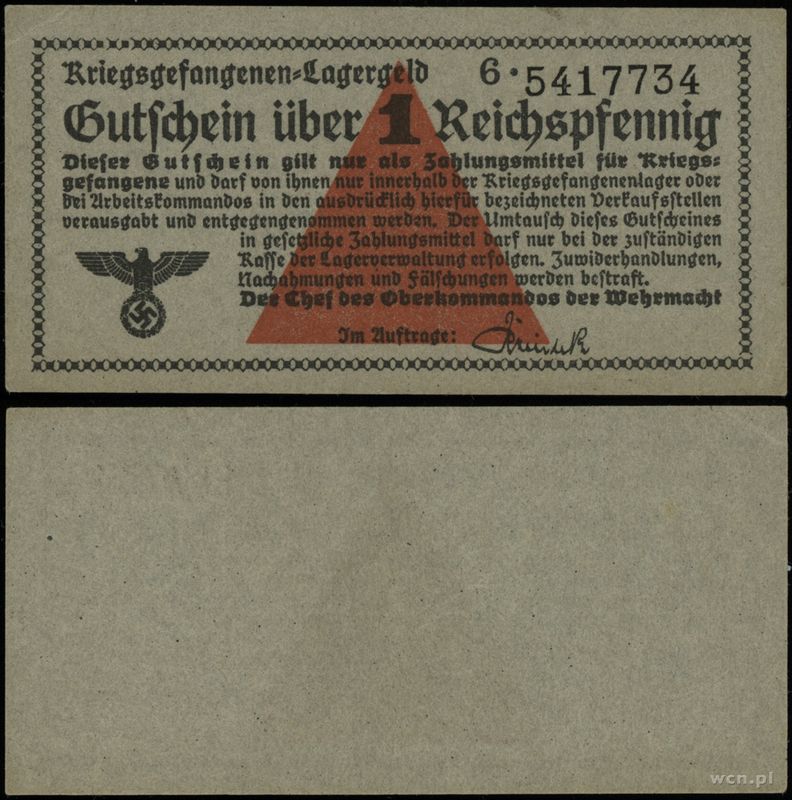 Kriegsgefangenen-Lagergeld 6·5417734
Gutschein über 1 Reichspfennig
Dieser Gutschein gilt nur als Zahlungsmittel für Kriegs-
gefangene und darf von ihnen nur innerhalb der Kriegsgefangenenlager oder
bei Arbeitskommandos in den ausdrücklich hierfür bezeichneten Verkaufsstellen
verausgabt und entgegengenommen werden. Der Umtausch dieses Gutscheines
in gesetzliche Zahlungsmittel darf nur bei der zuständigen
Kasse der Lagerverwaltung erfolgen. Zuwiderhandlungen,
Nachahmungen und Fälschungen werden bestraft.
Der Chef des Oberkommandos der Wehrmacht
Im Auftrage:
wcn.pl